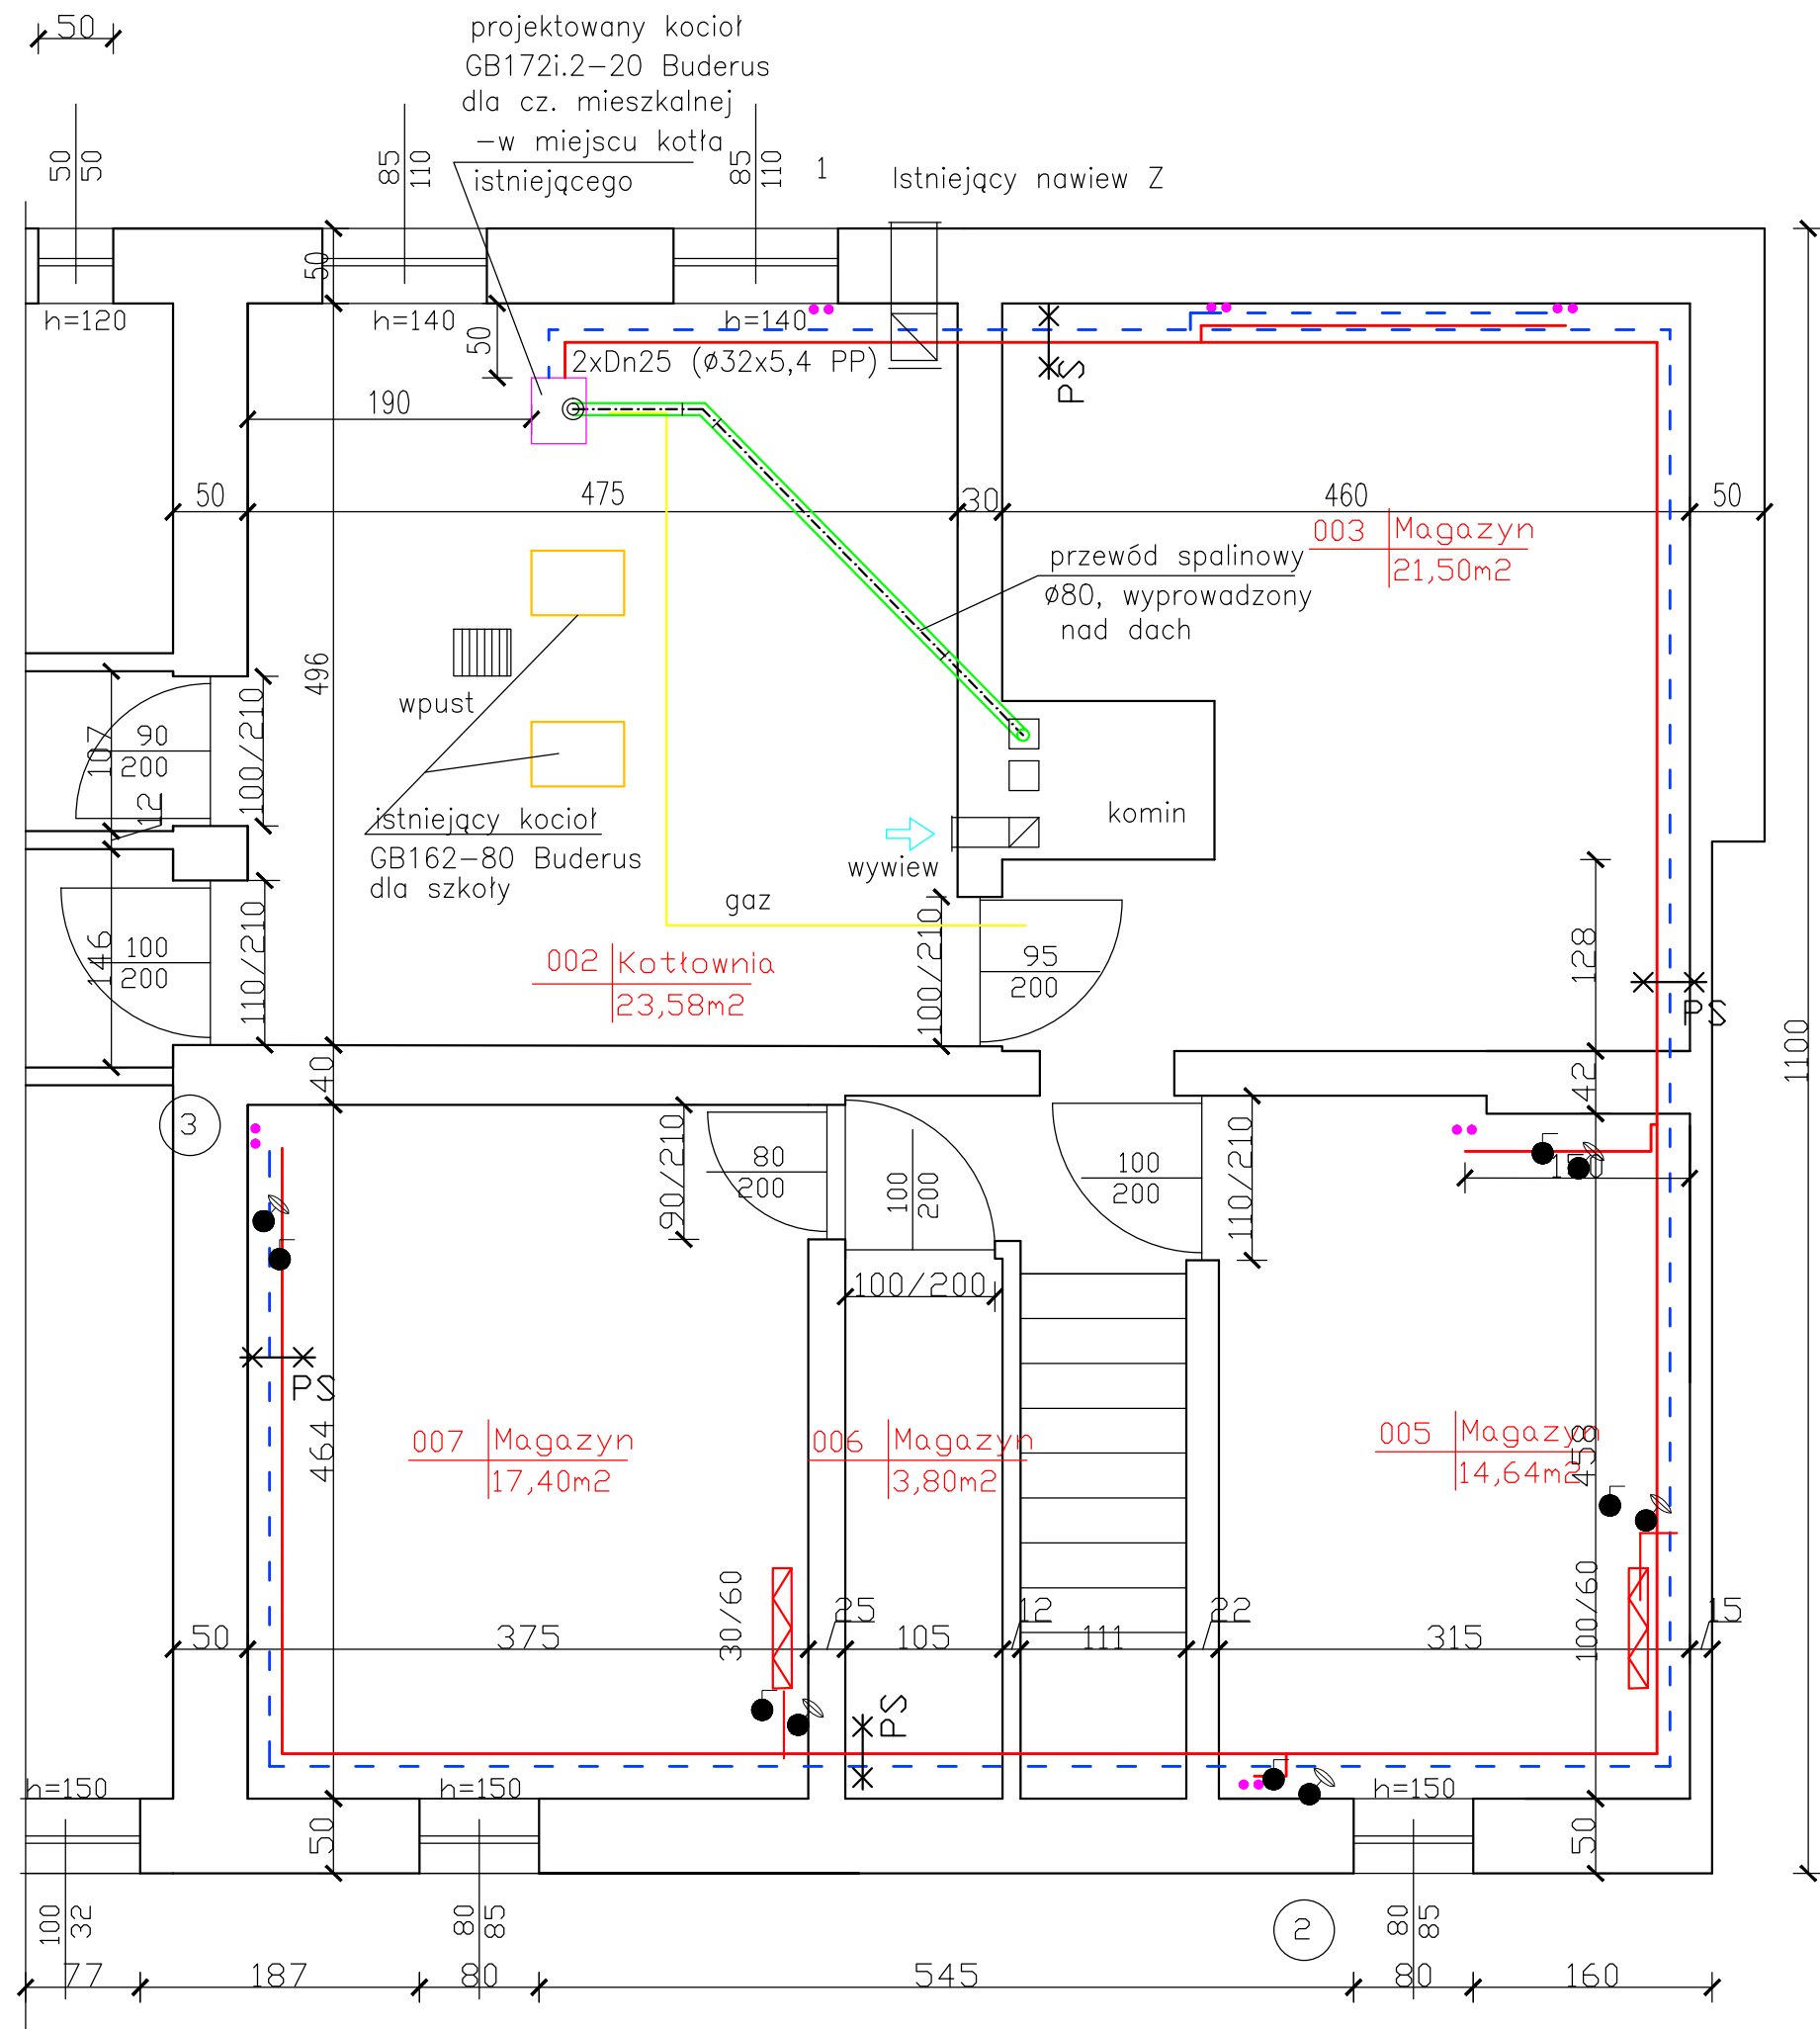 50
projektowany kocioł
GB172i.2-20 Buderus
dla cz. mieszkalnej
-w miejscu kotła
istniejącego
50
50
85
110
85
110
1
Istniejący nawiew Z
50
h=120
h=140
h=140
50
2xDn25 (ø32x5,4 PP)
PS
190
50
475
30
460
50
003 Magazyn
21,50m2
przewód spalinowy
ø80, wyprowadzony
nad dach
496
wpust
107
90
200
100/210
12
istniejący kocioł
GB162-80 Buderus
dla szkoły
komin
wywiew
gaz
146
100
200
110/210
002 Kotłownia
23,58m2
100/210
95
200
128
PS
1100
40
42
3
90/210
80
200
100
200
100
200
110/210
150
100/200
PS
464
007 Magazyn
17,40m2
006 Magazyn
3,80m2
005 Magazyn
14,64m2
458
30/60
100/60
50
375
25
105
12
111
22
315
15
PS
h=150
h=150
h=150
50
50
100
32
80
85
2
80
85
77
187
80
545
80
160